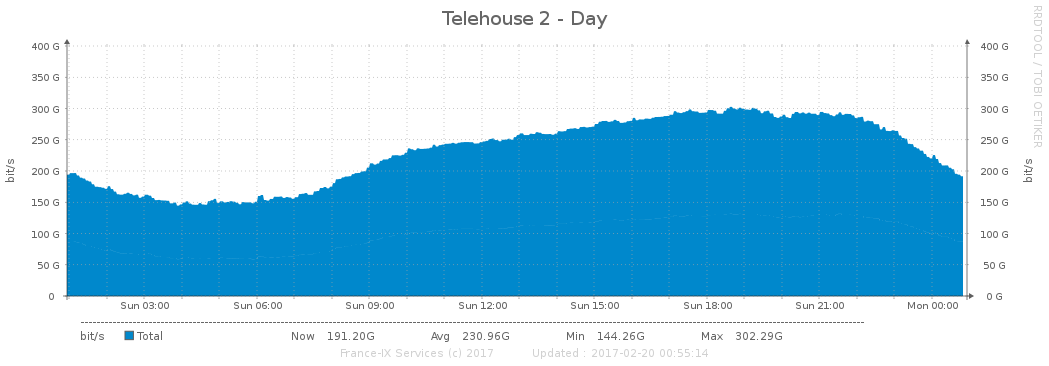 Telehouse 2 - Day
RRDTOOL / TOBI OETIKER
400 G 400 G
350 G 350 G
300 G 300 G
250 G 250 G
200 G 200 G
150 G 150 G
100 G 100 G
50 G 50 G
0 0 G
bit/s bit/s
Sun 03:00 Sun 06:00 Sun 09:00 Sun 12:00 Sun 15:00 Sun 18:00 Sun 21:00 Mon 00:00
bit/s Total Now 191.20G Avg 230.96G Min 144.26G Max 302.29G
France-IX Services (c) 2017 Updated : 2017-02-20 00:55:14